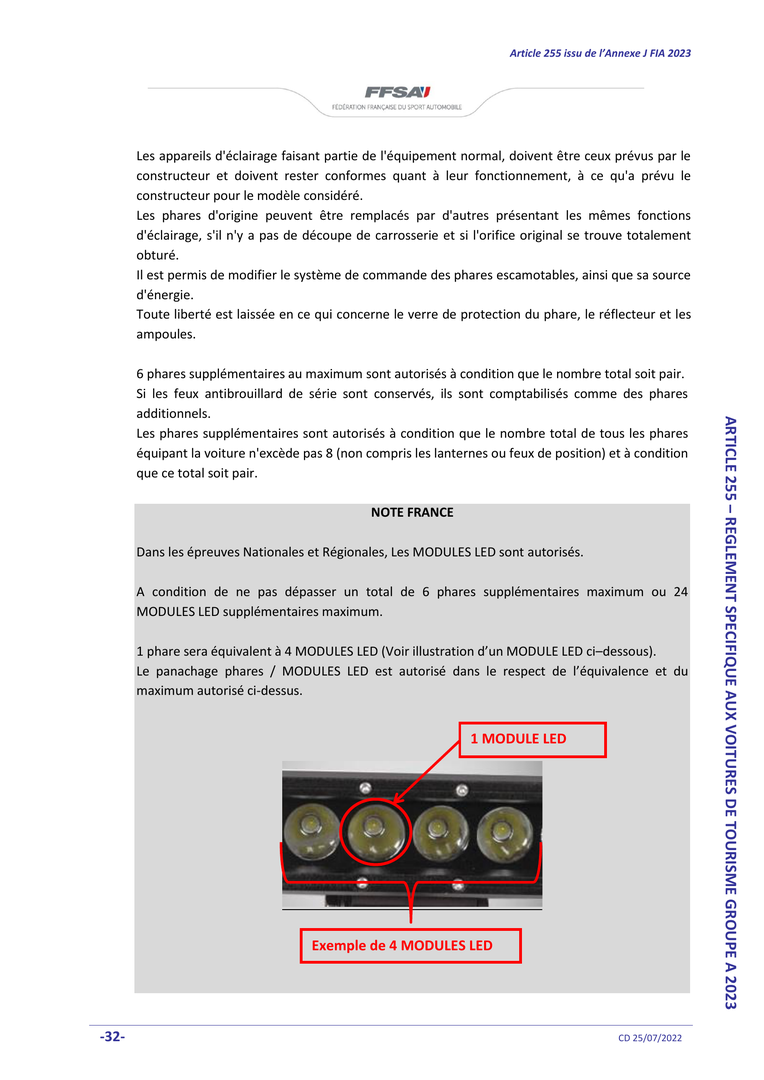 Article 255 issu de l'Annexe J FIA 2023
FFSA
FÉDÉRATION FRANÇAISE DU SPORT AUTOMOBILE
Les appareils d'éclairage faisant partie de l'équipement normal, doivent être ceux prévus par le
constructeur et doivent rester conformes quant à leur fonctionnement, à ce qu'a prévu le
constructeur pour le modèle considéré.
Les phares d'origine peuvent être remplacés par d'autres présentant les mêmes fonctions
d'éclairage, s'il n'y a pas de découpe de carrosserie et si l'orifice original se trouve totalement
obturé.
Il est permis de modifier le système de commande des phares escamotables, ainsi que sa source
d'énergie.
Toute liberté est laissée en ce qui concerne le verre de protection du phare, le réflecteur et les
ampoules.
6 phares supplémentaires au maximum sont autorisés à condition que le nombre total soit pair.
Si les feux antibrouillard de série sont conservés, ils sont comptabilisés comme des phares
additionnels.
Les phares supplémentaires sont autorisés à condition que le nombre total de tous les phares
équipant la voiture n'excède pas 8 (non compris les lanternes ou feux de position) et à condition
que ce total soit pair.
NOTE FRANCE
Dans les épreuves Nationales et Régionales, Les MODULES LED sont autorisés.
A condition de ne pas dépasser un total de 6 phares supplémentaires maximum ou 24
MODULES LED supplémentaires maximum.
1 phare sera équivalent à 4 MODULES LED (Voir illustration d'un MODULE LED ci–dessous).
Le panachage phares / MODULES LED est autorisé dans le respect de l'équivalence et du
maximum autorisé ci-dessus.
1 MODULE LED
Exemple de 4 MODULES LED
ARTICLE 255 – REGLEMENT SPECIFIQUE AUX VOITURES DE TOURISME GROUPE A 2023
-32-
CD 25/07/2022